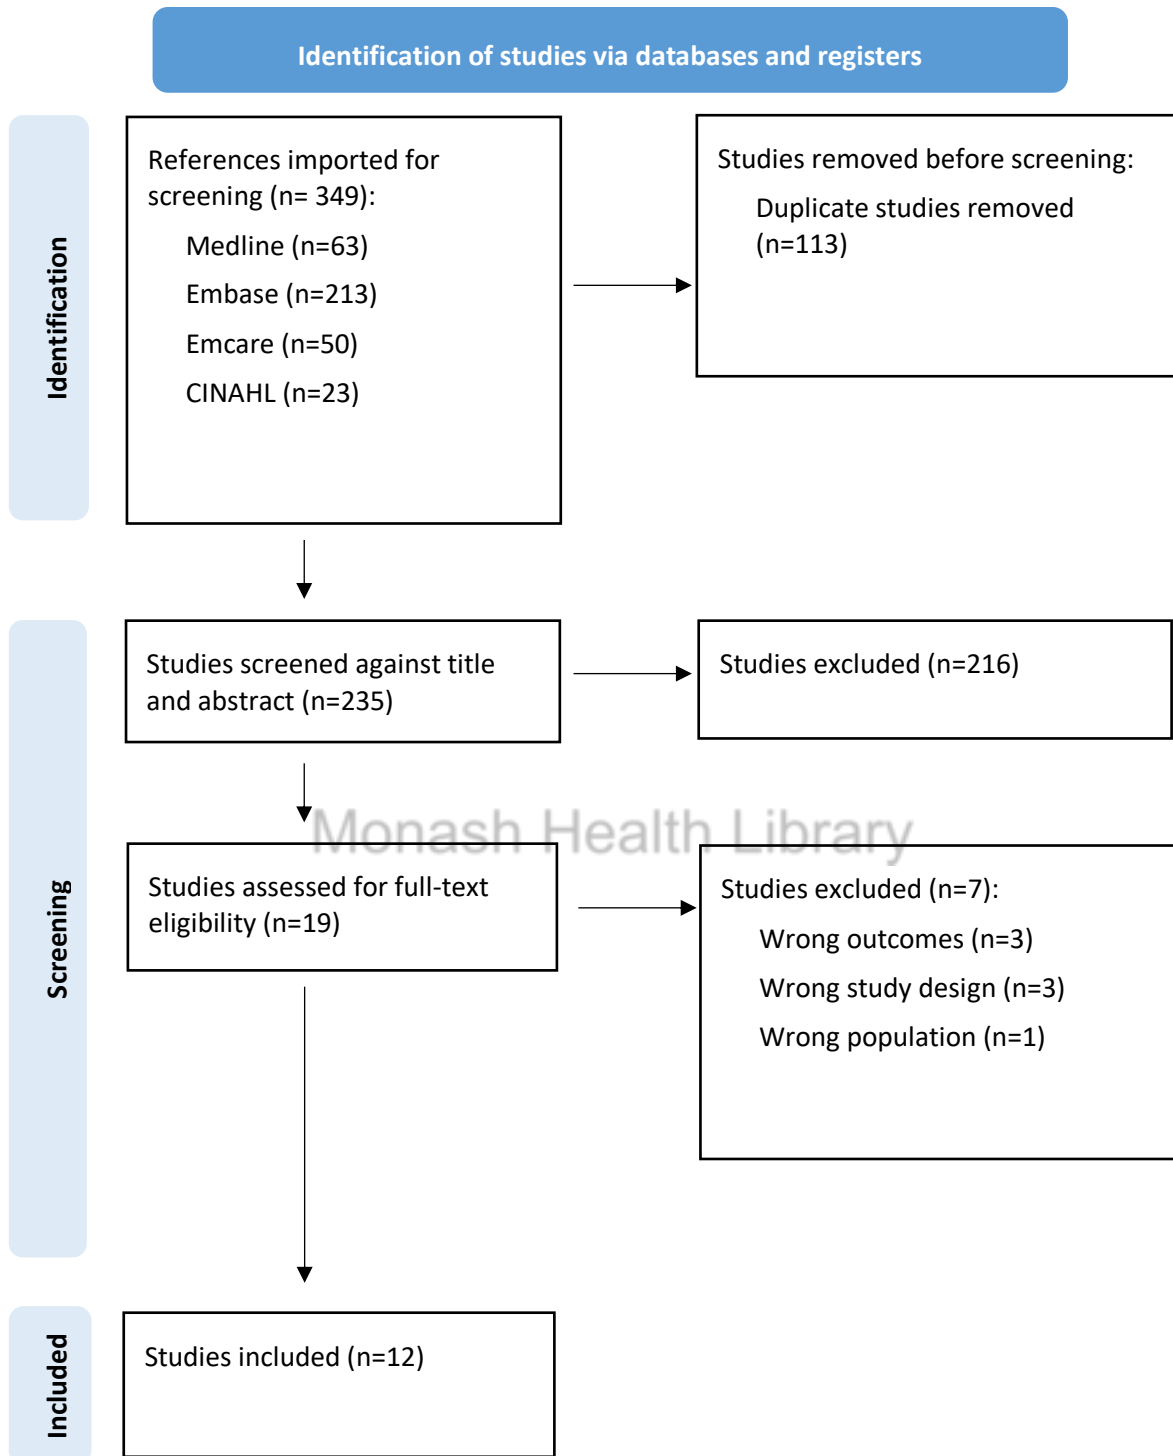 Identification of studies via databases and registers
Identification
References imported for
screening (n= 349):
Medline (n=63)
Embase (n=213)
Emcare (n=50)
CINAHL (n=23)
Studies removed before screening:
Duplicate studies removed
(n=113)
Screening
Studies screened against title
and abstract (n=235)
Studies excluded (n=216)
Monash Health Library
Studies assessed for full-text
eligibility (n=19)
Studies excluded (n=7):
Wrong outcomes (n=3)
Wrong study design (n=3)
Wrong population (n=1)
Included
Studies included (n=12)